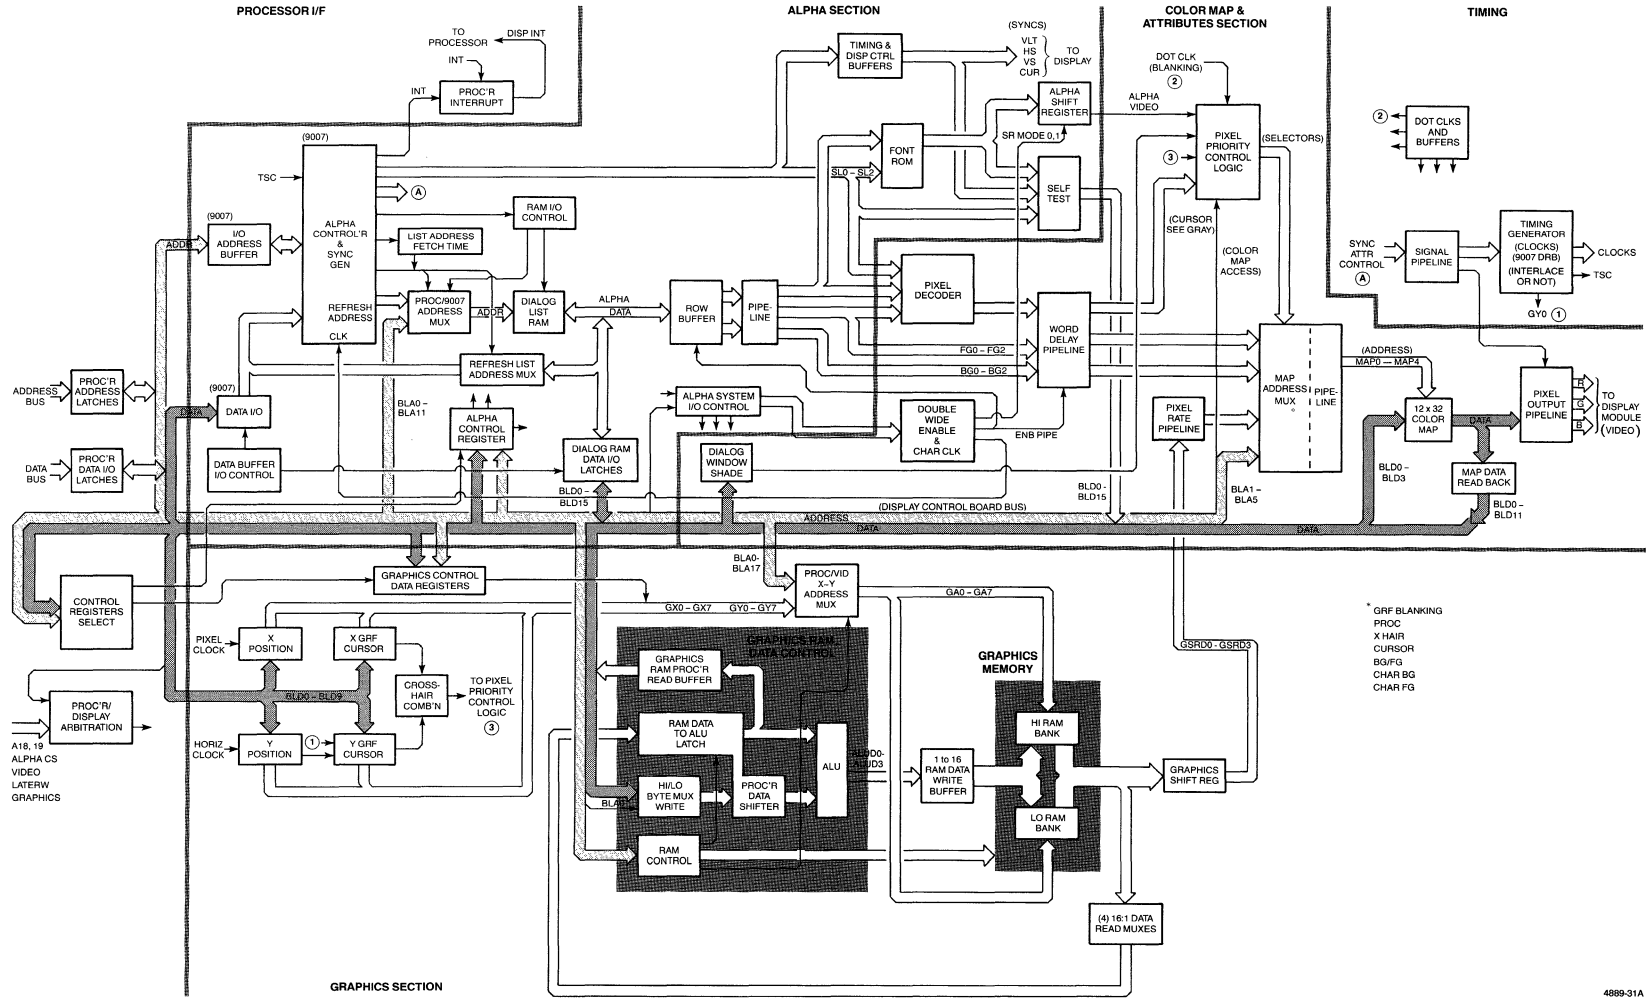 PROCESSOR I/F
ALPHA SECTION
COLOR MAP &
ATTRIBUTES SECTION
TIMING
TO
PROCESSOR
DISP INT
INT
INT
PROC'R
INTERRUPT
(9007)
TSC
A
ALPHA
CONTROL'R
&
SYNC
GEN
REFRESH
ADDRESS
CLK
(9007)
I/O
ADDRESS
BUFFER
ADDR
RAM I/O
CONTROL
LIST ADDRESS
FETCH TIME
PROC/9007
ADDRESS
MUX
ADDR
DIALOG
LIST
RAM
ALPHA
DATA
REFRESH LIST
ADDRESS MUX
BLA0 –
BLA11
ALPHA
CONTROL
REGISTER
ADDRESS
BUS
PROC'R
ADDRESS
LATCHES
(9007)
DATA I/O
DATA
DATA
BUS
PROC'R
DATA I/O
LATCHES
DATA BUFFER
I/O CONTROL
DIALOG RAM
DATA I/O
LATCHES
BLD0 –
BLD15
TIMING &
DISP CTRL
BUFFERS
(SYNCS)
VLT
HS
VS
CUR
TO
DISPLAY
ALPHA
SHIFT
REGISTER
ALPHA
VIDEO
SR MODE 0,1
FONT
ROM
SL0 – SL2
SELF
TEST
ROW
BUFFER
PIPE-
LINE
PIXEL
DECODER
FG0 – FG2
BG0 – BG2
WORD
DELAY
PIPELINE
ALPHA SYSTEM
I/O CONTROL
DOUBLE
WIDE
ENABLE
&
CHAR CLK
ENB PIPE
DIALOG
WINDOW
SHADE
BLD0 -
BLD15
DOT CLK
(BLANKING)
2
PIXEL
PRIORITY
CONTROL
LOGIC
3
(SELECTORS)
(CURSOR
SEE GRAY)
(COLOR
MAP
ACCESS)
MAP
ADDRESS
MUX
*
PIPE-
LINE
(ADDRESS)
MAP0 — MAP4
PIXEL
RATE
PIPELINE
BLA1 –
BLA5
12 x 32
COLOR
MAP
DATA
BLD0 –
BLD3
MAP DATA
READ BACK
BLD0 –
BLD11
PIXEL
OUTPUT
PIPELINE
R
G
B
TO
DISPLAY
MODULE
(VIDEO)
2
DOT CLKS
AND
BUFFERS
SYNC
ATTR
CONTROL
A
SIGNAL
PIPELINE
TIMING
GENERATOR
(CLOCKS)
(9007 DRB)
(INTERLACE
OR NOT)
CLOCKS
TSC
GY0 1
(DISPLAY CONTROL BOARD BUS)
ADDRESS
DATA
DATA
CONTROL
REGISTERS
SELECT
GRAPHICS CONTROL
DATA REGISTERS
BLA0-
BLA17
PROC/VID
X–Y
ADDRESS
MUX
GX0 – GX7
GY0 – GY7
GA0 – GA7
PIXEL
CLOCK
X
POSITION
X GRF
CURSOR
BLD0 – BLD9
CROSS-
HAIR
COMB'N
TO PIXEL
PRIORITY
CONTROL
LOGIC
3
HORIZ
CLOCK
Y
POSITION
1
Y GRF
CURSOR
PROC'R/
DISPLAY
ARBITRATION
A18, 19
ALPHA CS
VIDEO
LATERW
GRAPHICS
GRAPHICS RAM
DATA CONTROL
GRAPHICS
RAM PROC'R
READ BUFFER
RAM DATA
TO ALU
LATCH
HI/LO
BYTE MUX
WRITE
PROC'R
DATA
SHIFTER
ALU
RAM
CONTROL
1 to 16
RAM DATA
WRITE
BUFFER
GRAPHICS
MEMORY
HI RAM
BANK
LO RAM
BANK
GRAPHICS
SHIFT REG
GSRD0 - GSRD3
(4) 16:1 DATA
READ MUXES
* GRF BLANKING
PROC
X HAIR
CURSOR
BG/FG
CHAR BG
CHAR FG
GRAPHICS SECTION
4889-31A